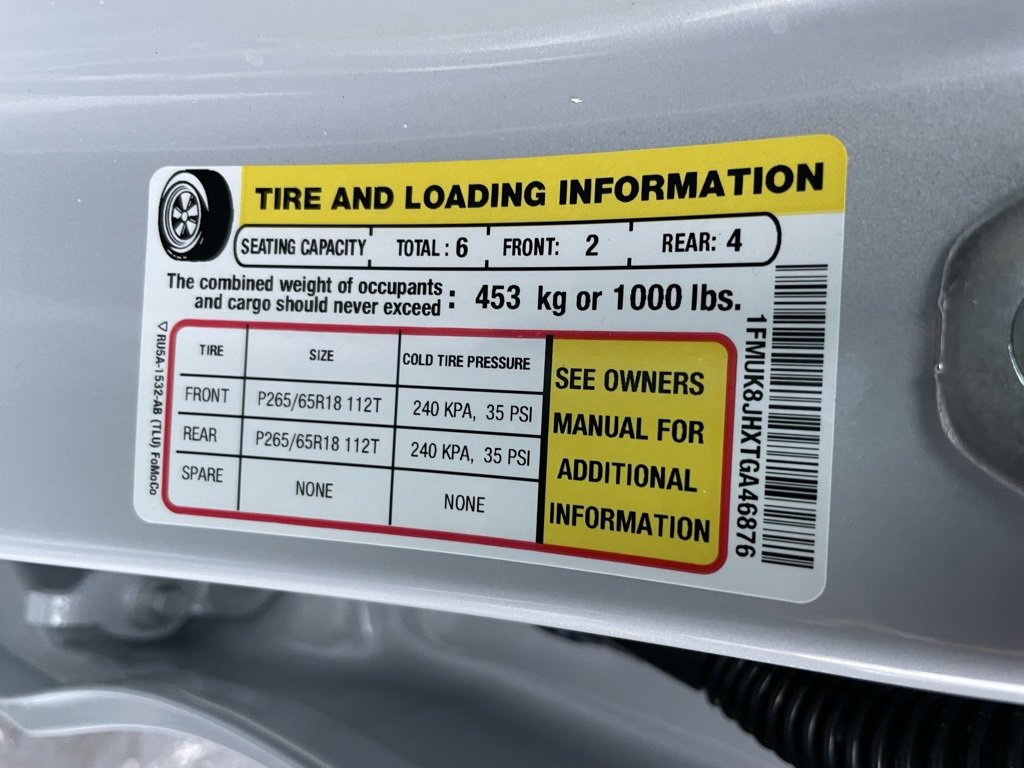 TIRE AND LOADING INFORMATION
SEATING CAPACITY TOTAL : 6 FRONT: 2 REAR: 4
The combined weight of occupants
and cargo should never exceed : 453 kg or 1000 lbs.
TIRE SIZE COLD TIRE PRESSURE
FRONT P265/65R18 112T 240 KPA, 35 PSI
REAR P265/65R18 112T 240 KPA, 35 PSI
SPARE NONE NONE
SEE OWNERS
MANUAL FOR
ADDITIONAL
INFORMATION
1FMUK8JHXTGA46876
RU5A-1532-AB (TLU) FoMoCo